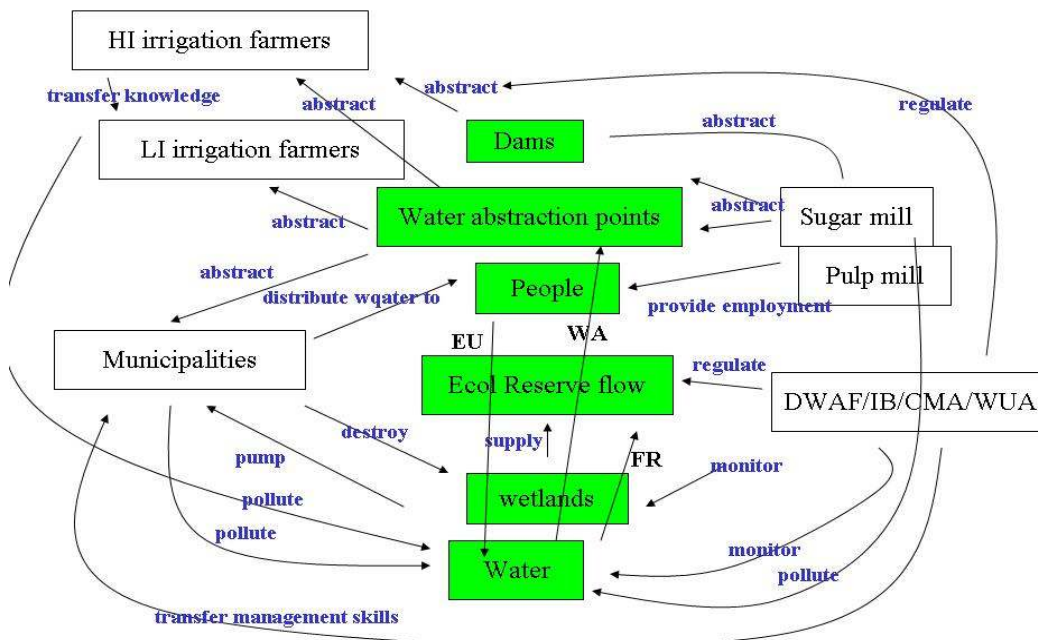 HI irrigation farmers
transfer knowledge
abstract
abstract
regulate
abstract
Dams
LI irrigation farmers
Water abstraction points
abstract
Sugar mill
abstract
Pulp mill
abstract
distribute wqater to
People
provide employment
EU
WA
Municipalities
Ecol Reserve flow
regulate
DWAF/IB/CMA/WUA
destroy
supply
pump
FR
monitor
wetlands
pollute
pollute
monitor
pollute
Water
transfer management skills